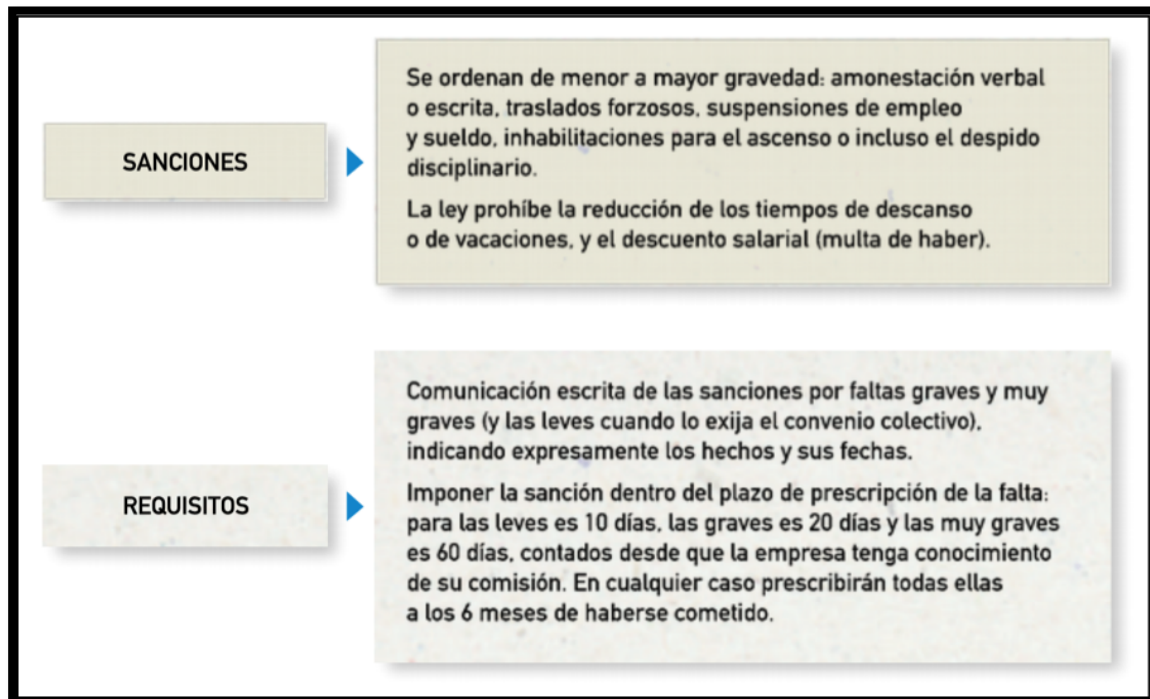 SANCIONES
Se ordenan de menor a mayor gravedad: amonestación verbal
o escrita, traslados forzosos, suspensiones de empleo
y sueldo, inhabilitaciones para el ascenso o incluso el despido
disciplinario.
La ley prohíbe la reducción de los tiempos de descanso
o de vacaciones, y el descuento salarial (multa de haber).
REQUISITOS
Comunicación escrita de las sanciones por faltas graves y muy
graves (y las leves cuando lo exija el convenio colectivo),
indicando expresamente los hechos y sus fechas.
Imponer la sanción dentro del plazo de prescripción de la falta:
para las leves es 10 días, las graves es 20 días y las muy graves
es 60 días, contados desde que la empresa tenga conocimiento
de su comisión. En cualquier caso prescribirán todas ellas
a los 6 meses de haberse cometido.